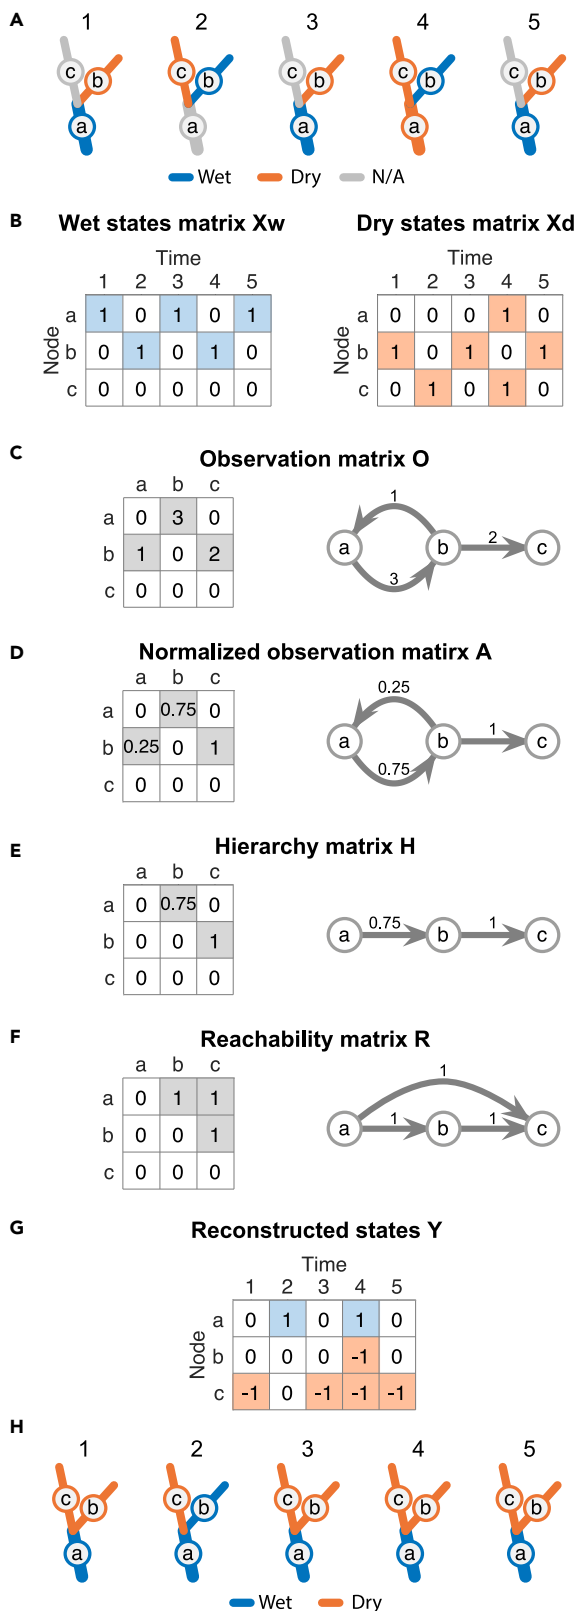 A 1 2 3 4 5
c b c b c b c b c b
a a a a a
Wet Dry N/A
B Wet states matrix Xw Dry states matrix Xd
Time Time
1 2 3 4 5 1 2 3 4 5
Node Node
a 1 0 1 0 1 a 0 0 0 1 0
b 0 1 0 1 0 b 1 0 1 0 1
c 0 0 0 0 0 c 0 1 0 1 0
C Observation matrix O
a b c
a 0 3 0
b 1 0 2
c 0 0 0
1
a b 2 c
3
D Normalized observation matirx A
a b c
a 0 0.75 0
b 0.25 0 1
c 0 0 0
0.25
a b 1 c
0.75
E Hierarchy matrix H
a b c
a 0 0.75 0
b 0 0 1
c 0 0 0
a 0.75 b 1 c
F Reachability matrix R
a b c
a 0 1 1
b 0 0 1
c 0 0 0
1
a 1 b 1 c
G Reconstructed states Y
Time
1 2 3 4 5
Node
a 0 1 0 1 0
b 0 0 0 -1 0
c -1 0 -1 -1 -1
H
1 2 3 4 5
c b c b c b c b c b
a a a a a
Wet Dry